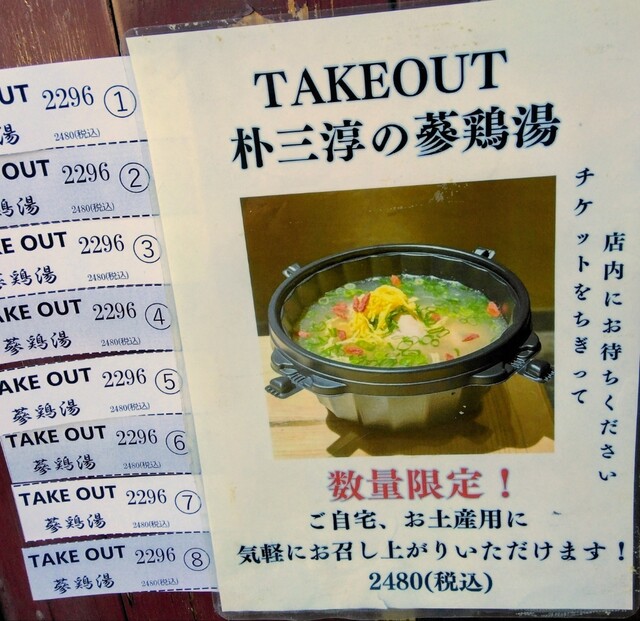 UT 2296 ①
湯 2480(税込)
OUT 2296 ②
鶏湯 2480(税込)
KE OUT 2296 ③
蔘鶏湯 2480(税込)
AKE OUT 2296 ④
蔘鶏湯 2480(税込)
TAKE OUT 2296 ⑤
蔘鶏湯 2480(税込)
TAKE OUT 2296 ⑥
蔘鶏湯 2480(税込)
TAKE OUT 2296 ⑦
蔘鶏湯 2480(税込)
TAKE OUT 2296 ⑧
蔘鶏湯 2480(税込)
TAKEOUT
朴三淳の蔘鶏湯
チケットをちぎって
店内にお待ちください
数量限定！
ご自宅、お土産用に
気軽にお召し上がりいただけます！
2480(税込)